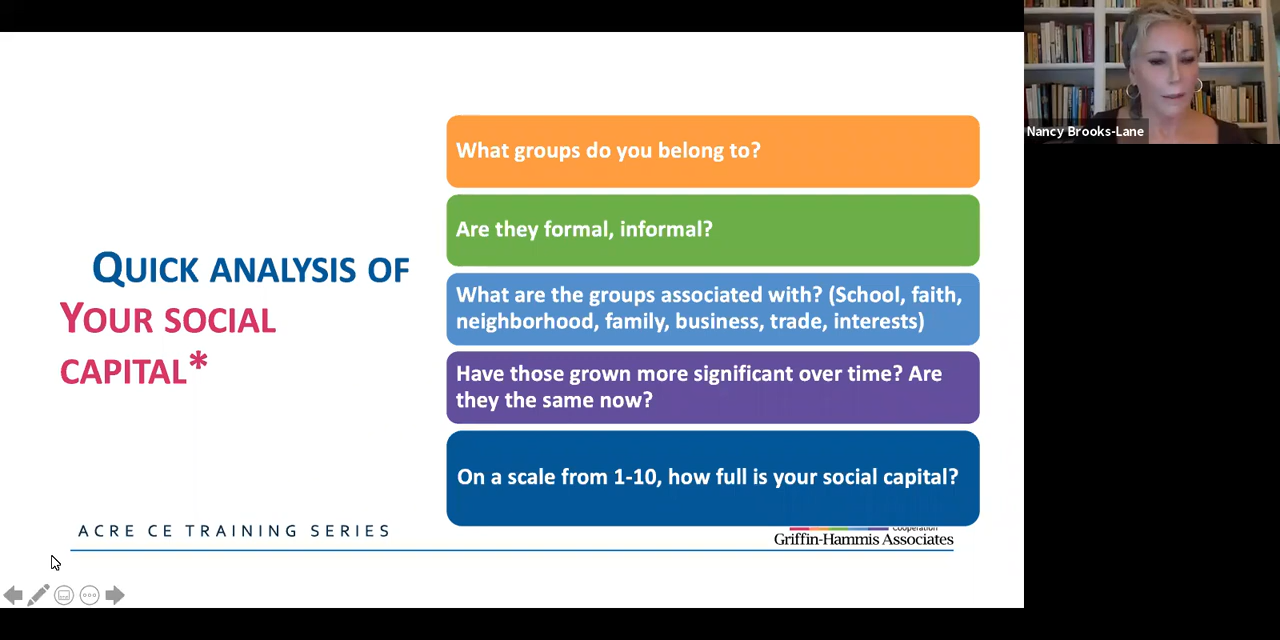 Nancy Brooks-Lane
QUICK ANALYSIS OF
YOUR SOCIAL
CAPITAL*
What groups do you belong to?
Are they formal, informal?
What are the groups associated with? (School, faith,
neighborhood, family, business, trade, interests)
Have those grown more significant over time? Are
they the same now?
On a scale from 1-10, how full is your social capital?
ACRE CE TRAINING SERIES
Cooperation
Griffin-Hammis Associates